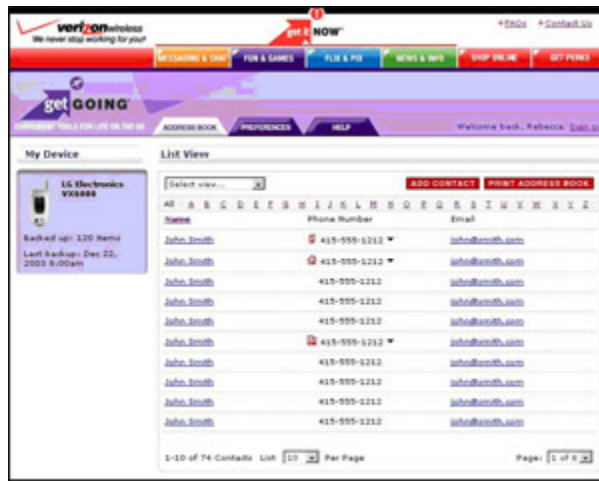 verizonwireless
We never stop working for you®
get it NOW
+FAQs +Contact Us
MESSAGING & CHAT FUN & GAMES FLIX & PIX NEWS & INFO SHOP ONLINE GET PERKS
get GOING
ADDRESS BOOK PREFERENCES HELP Welcome back, Rebecca.
My Device List View
LG Electronics
VX6000
Backed up: 120 Items
Last backup: Dec 22,
2003 8:00am
Select view...
ADD CONTACT PRINT ADDRESS BOOK
All A B C D E F G H I J K L M N O P Q R S T U V W X Y Z
Name Phone Number Email
John Smith 415-555-1212 john@smith.com
John Smith 415-555-1212 john@smith.com
John Smith 415-555-1212 john@smith.com
John Smith 415-555-1212 john@smith.com
John Smith 415-555-1212 john@smith.com
John Smith 415-555-1212 john@smith.com
John Smith 415-555-1212 john@smith.com
John Smith 415-555-1212 john@smith.com
John Smith 415-555-1212 john@smith.com
John Smith 415-555-1212 john@smith.com
1-10 of 74 Contacts List 10 Per Page Page: 1 of 8